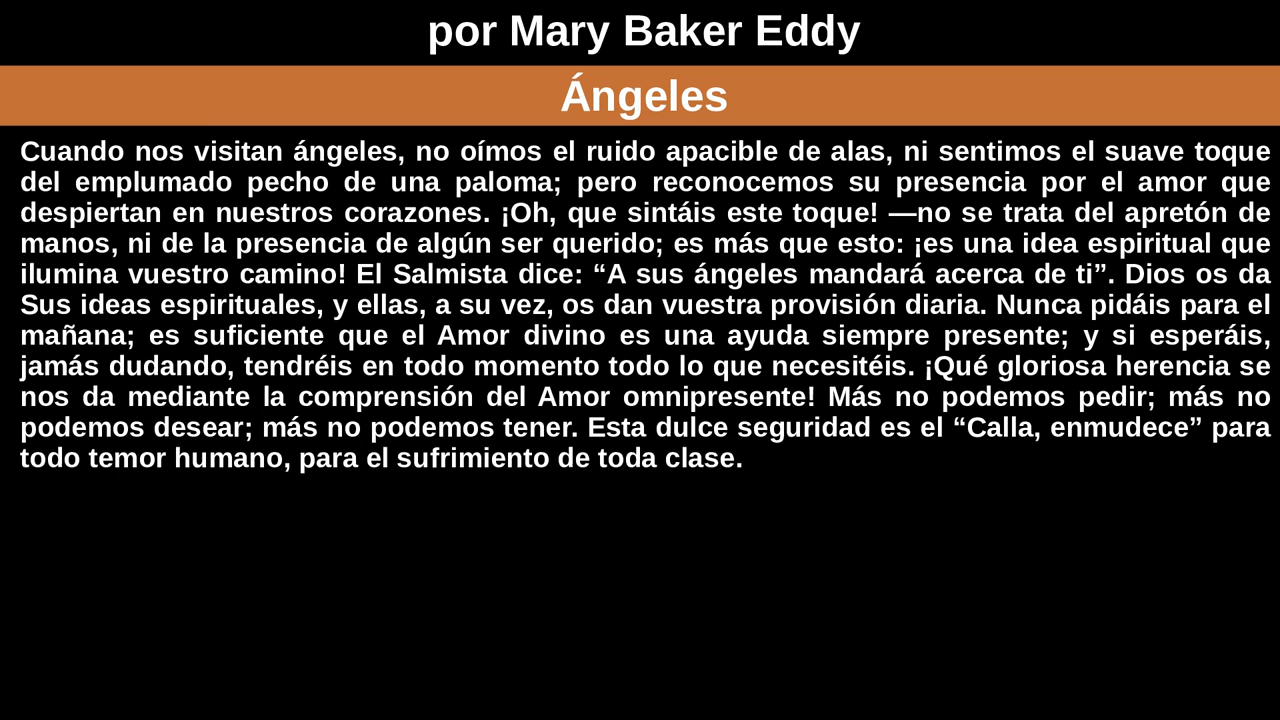 por Mary Baker Eddy
Ángeles
Cuando nos visitan ángeles, no oímos el ruido apacible de alas, ni sentimos el suave toque
del emplumado pecho de una paloma; pero reconocemos su presencia por el amor que
despiertan en nuestros corazones. ¡Oh, que sintáis este toque! —no se trata del apretón de
manos, ni de la presencia de algún ser querido; es más que esto: ¡es una idea espiritual que
ilumina vuestro camino! El Salmista dice: “A sus ángeles mandará acerca de ti”. Dios os da
Sus ideas espirituales, y ellas, a su vez, os dan vuestra provisión diaria. Nunca pidáis para el
mañana; es suficiente que el Amor divino es una ayuda siempre presente; y si esperáis,
jamás dudando, tendréis en todo momento todo lo que necesitéis. ¡Qué gloriosa herencia se
nos da mediante la comprensión del Amor omnipresente! Más no podemos pedir; más no
podemos desear; más no podemos tener. Esta dulce seguridad es el “Calla, enmudece” para
todo temor humano, para el sufrimiento de toda clase.